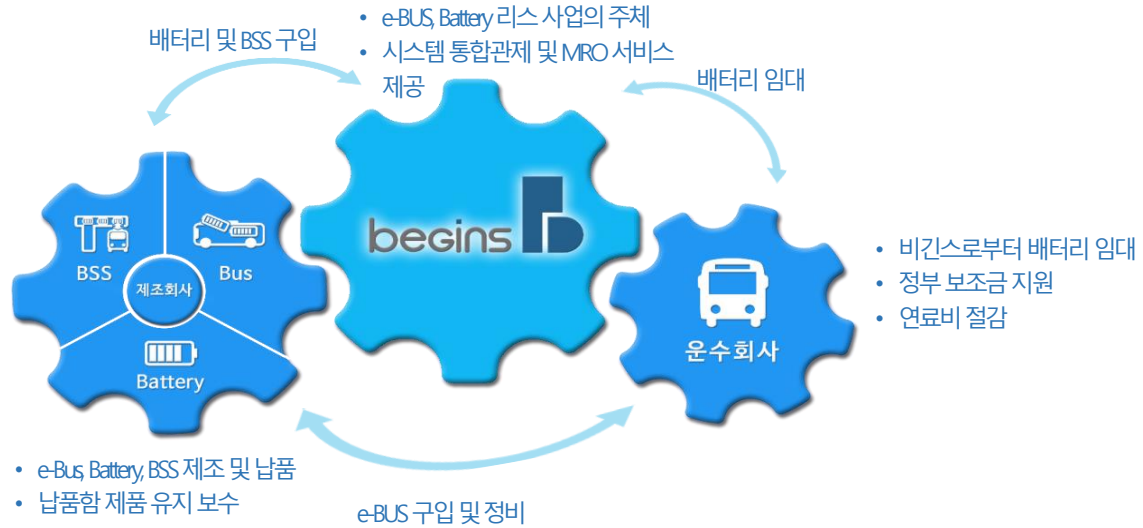 • e-BUS, Battery 리스 사업의 주체
• 시스템 통합관제 및 MRO 서비스
제공
배터리 및 BSS 구입
배터리 임대
begins
BSS
Bus
제조회사
Battery
운수회사
• 비긴스로부터 배터리 임대
• 정부 보조금 지원
• 연료비 절감
• e-Bus, Battery, BSS 제조 및 납품
• 납품함 제품 유지 보수
e-BUS 구입 및 정비